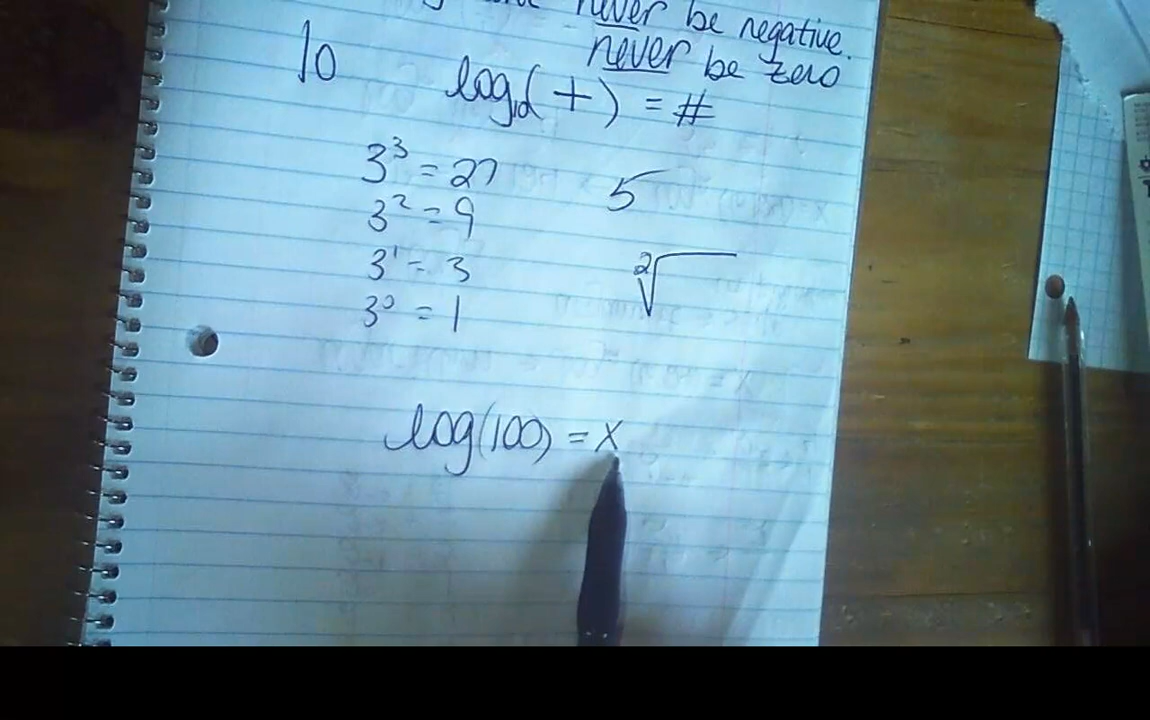 never be negative.
never be zero
10
log₁₀(+) = #
3³ = 27
3² = 9
3¹ = 3
3⁰ = 1
5
²√
log(100) = x